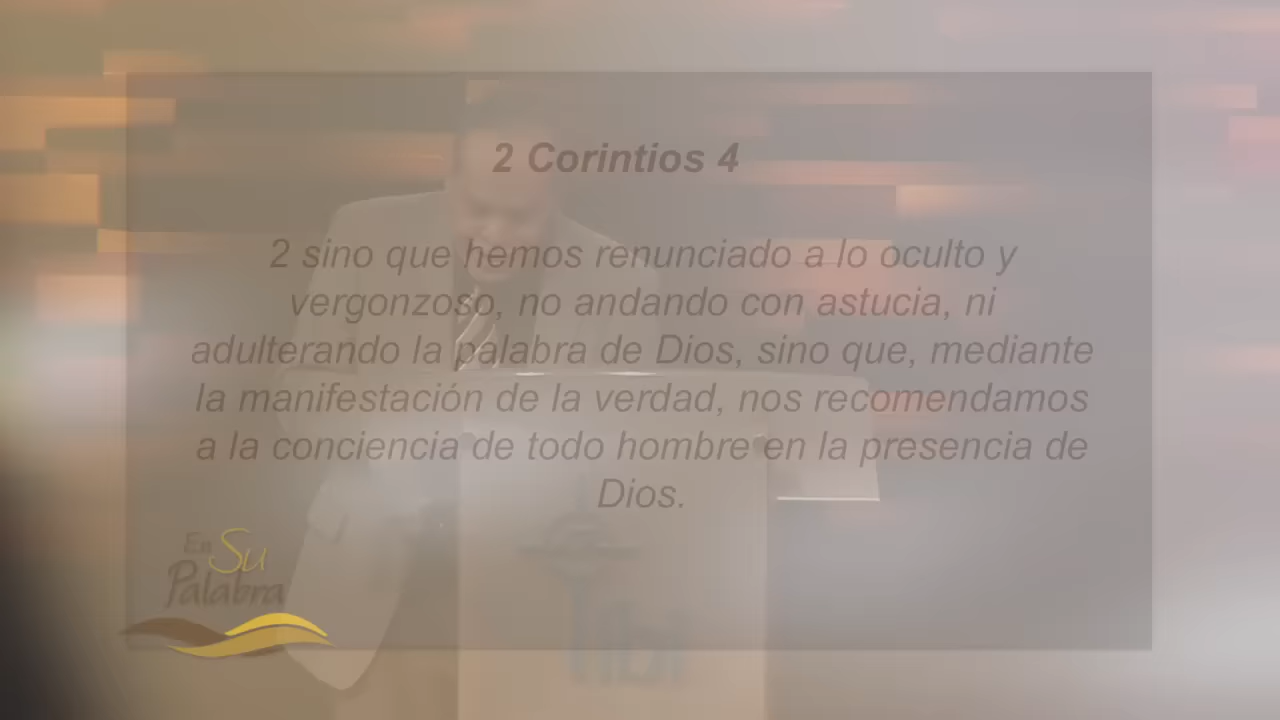 2 Corintios 4
2 sino que hemos renunciado a lo oculto y
vergonzoso, no andando con astucia, ni
adulterando la palabra de Dios, sino que, mediante
la manifestación de la verdad, nos recomendamos
a la conciencia de todo hombre en la presencia de
Dios.
En Su
Palabra